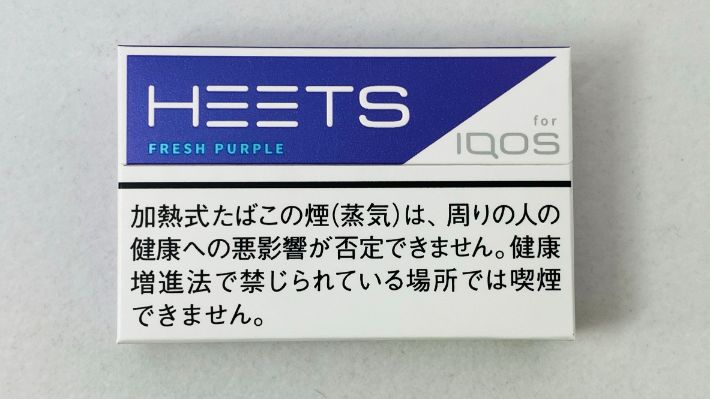 HEETS
FRESH PURPLE
for
IQOS
加熱式たばこの煙(蒸気)は、周りの人の
健康への悪影響が否定できません。健康
増進法で禁じられている場所では喫煙
できません。